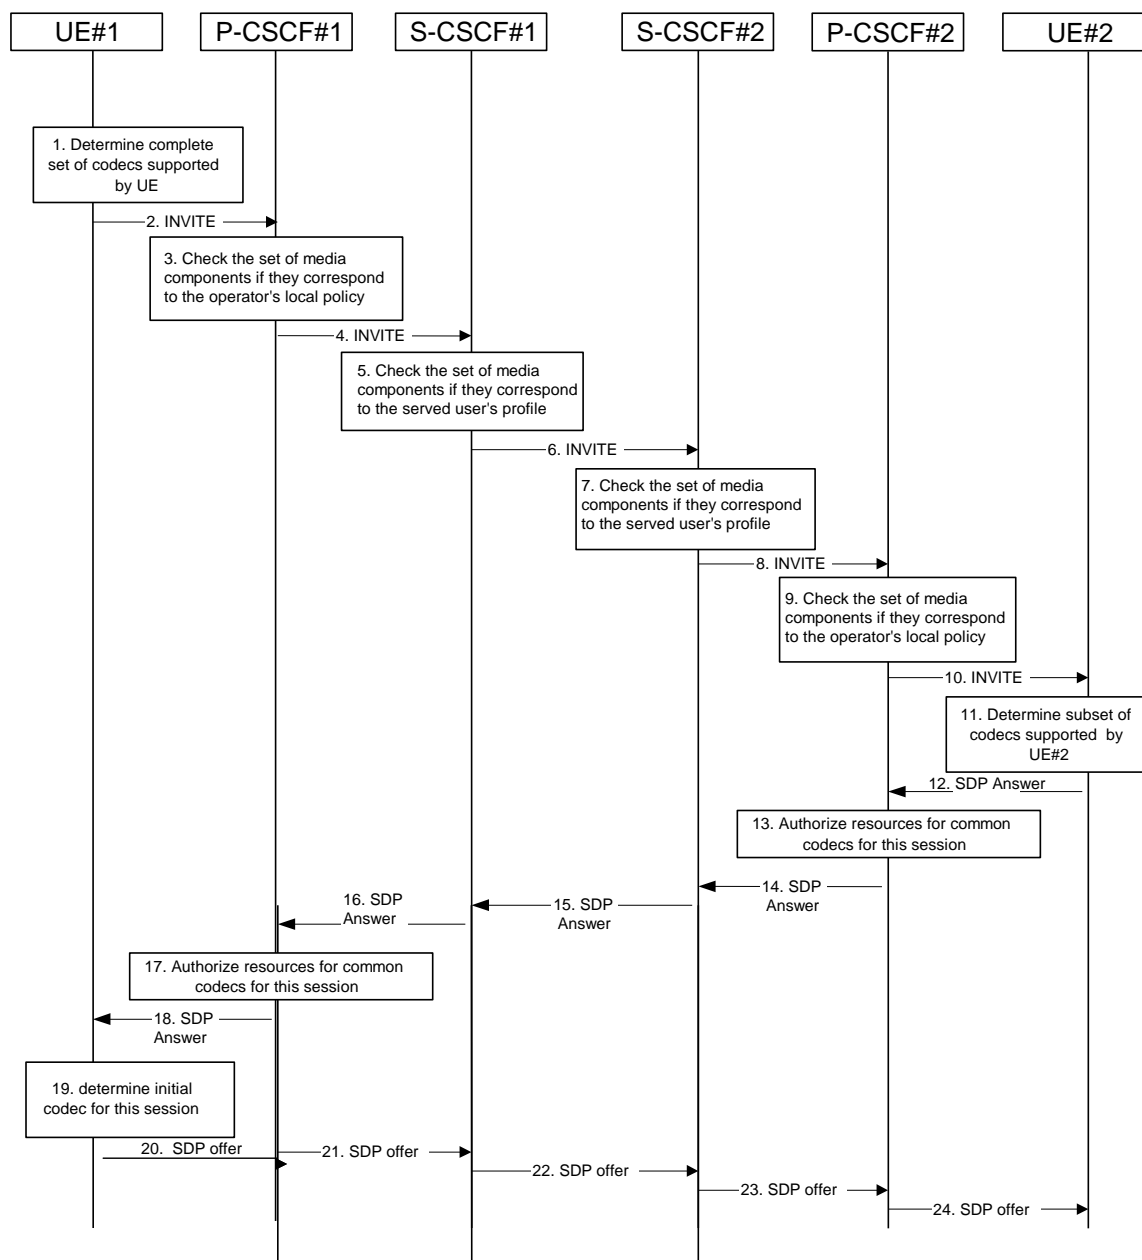 UE#1
P-CSCF#1
S-CSCF#1
S-CSCF#2
P-CSCF#2
UE#2
1. Determine complete
set of codecs supported
by UE
2. INVITE
3. Check the set of media
components if they correspond
to the operator's local policy
4. INVITE
5. Check the set of media
components if they correspond
to the served user's profile
6. INVITE
7. Check the set of media
components if they correspond
to the served user's profile
8. INVITE
9. Check the set of media
components if they correspond
to the operator's local policy
10. INVITE
11. Determine subset of
codecs supported by
UE#2
12. SDP Answer
13. Authorize resources for common
codecs for this session
14. SDP
Answer
15. SDP
Answer
16. SDP
Answer
17. Authorize resources for common
codecs for this session
18. SDP
Answer
19. determine initial
codec for this session
20. SDP offer
21. SDP offer
22. SDP offer
23. SDP offer
24. SDP offer